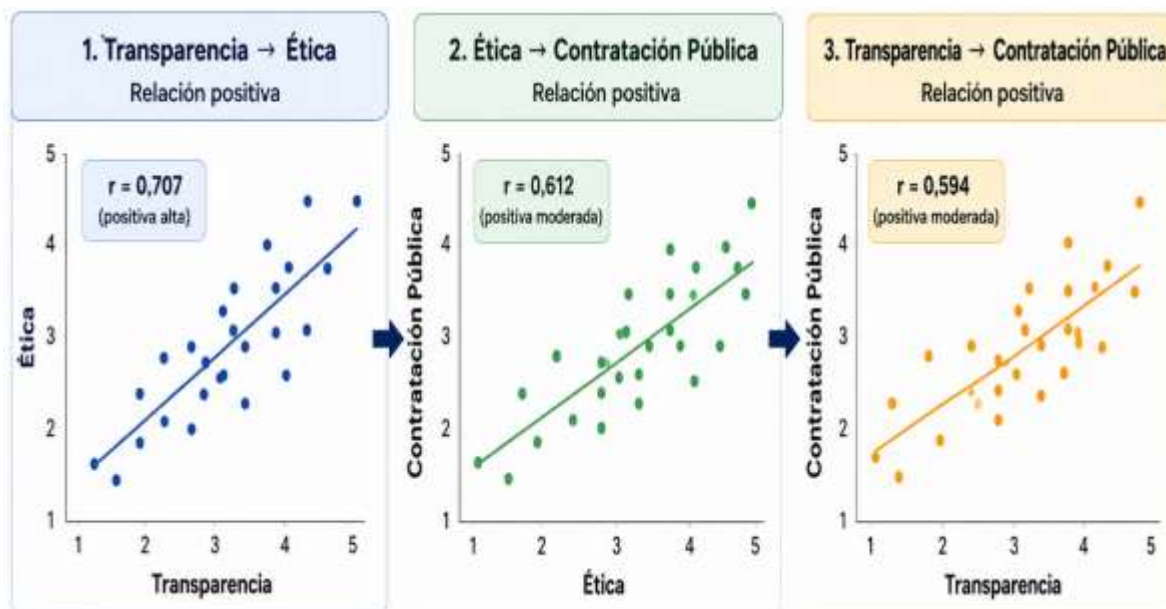 1. Transparencia → Ética
Relación positiva
r = 0,707
(positiva alta)
5
4
3
2
1
Ética
1 2 3 4 5
Transparencia
2. Ética → Contratación Pública
Relación positiva
r = 0,612
(positiva moderada)
5
4
3
2
1
Contratación Pública
1 2 3 4 5
Ética
3. Transparencia → Contratación Pública
Relación positiva
r = 0,594
(positiva moderada)
5
4
3
2
1
Contratación Pública
1 2 3 4 5
Transparencia